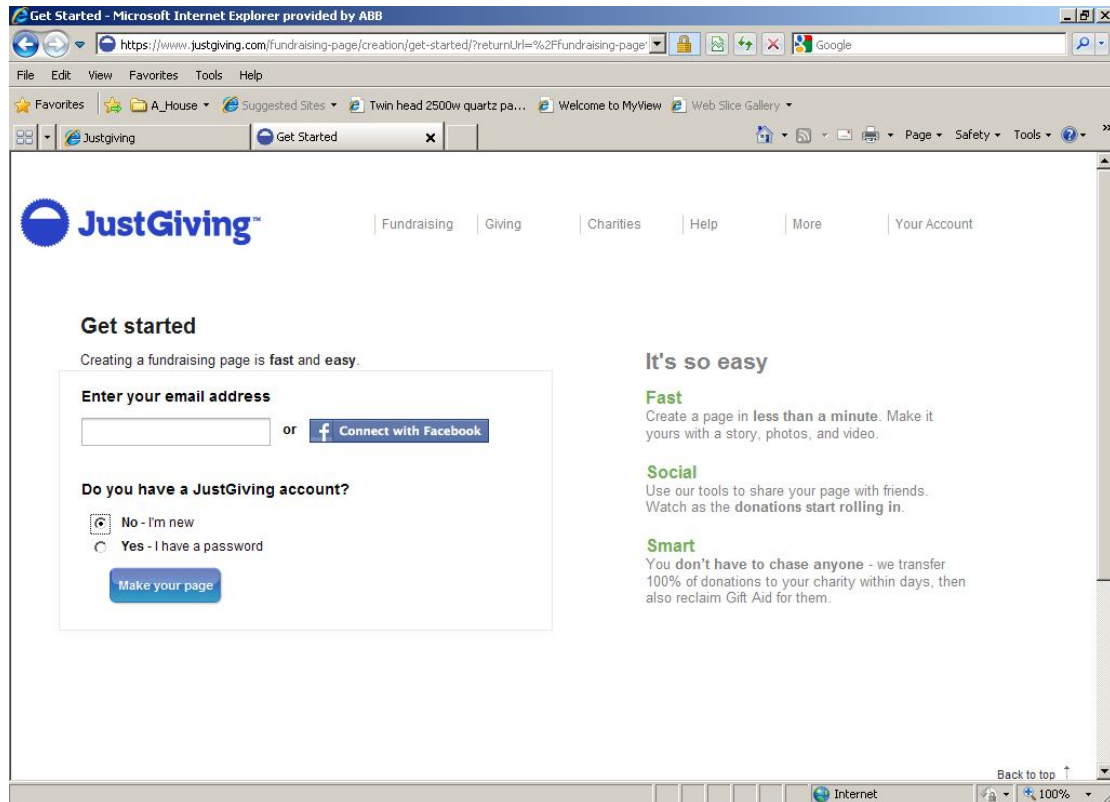 Get Started - Microsoft Internet Explorer provided by ABB
https://www.justgiving.com/fundraising-page/creation/get-started/?returnUrl=%2Ffundraising-page
Google
File Edit View Favorites Tools Help
Favorites A_House Suggested Sites Twin head 2500w quartz pa... Welcome to MyView Web Slice Gallery
Justgiving Get Started Page Safety Tools
JustGiving™
Fundraising Giving Charities Help More Your Account
Get started
Creating a fundraising page is fast and easy.
Enter your email address
or f Connect with Facebook
Do you have a JustGiving account?
No - I'm new
Yes - I have a password
Make your page
It's so easy
Fast
Create a page in less than a minute. Make it
yours with a story, photos, and video.
Social
Use our tools to share your page with friends.
Watch as the donations start rolling in.
Smart
You don't have to chase anyone - we transfer
100% of donations to your charity within days, then
also reclaim Gift Aid for them.
Back to top ↑
Internet 100%